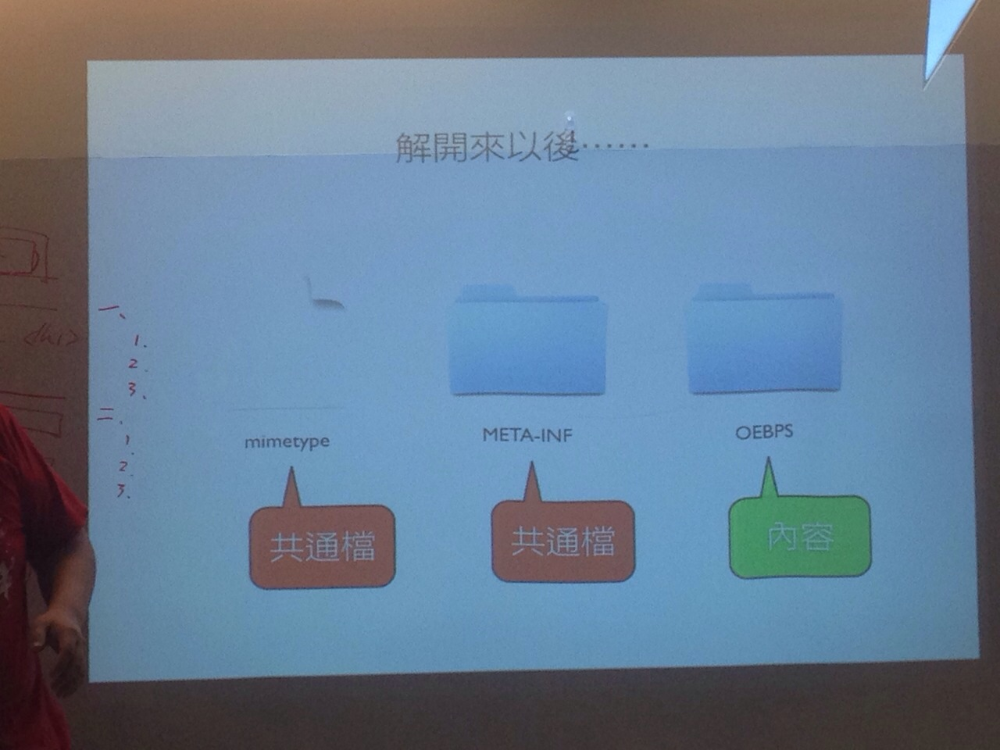 解開來以後.......
一、
1.
2.
3.
二、
1.
2.
3.
mimetype
META-INF
OEBPS
共通檔
共通檔
內容